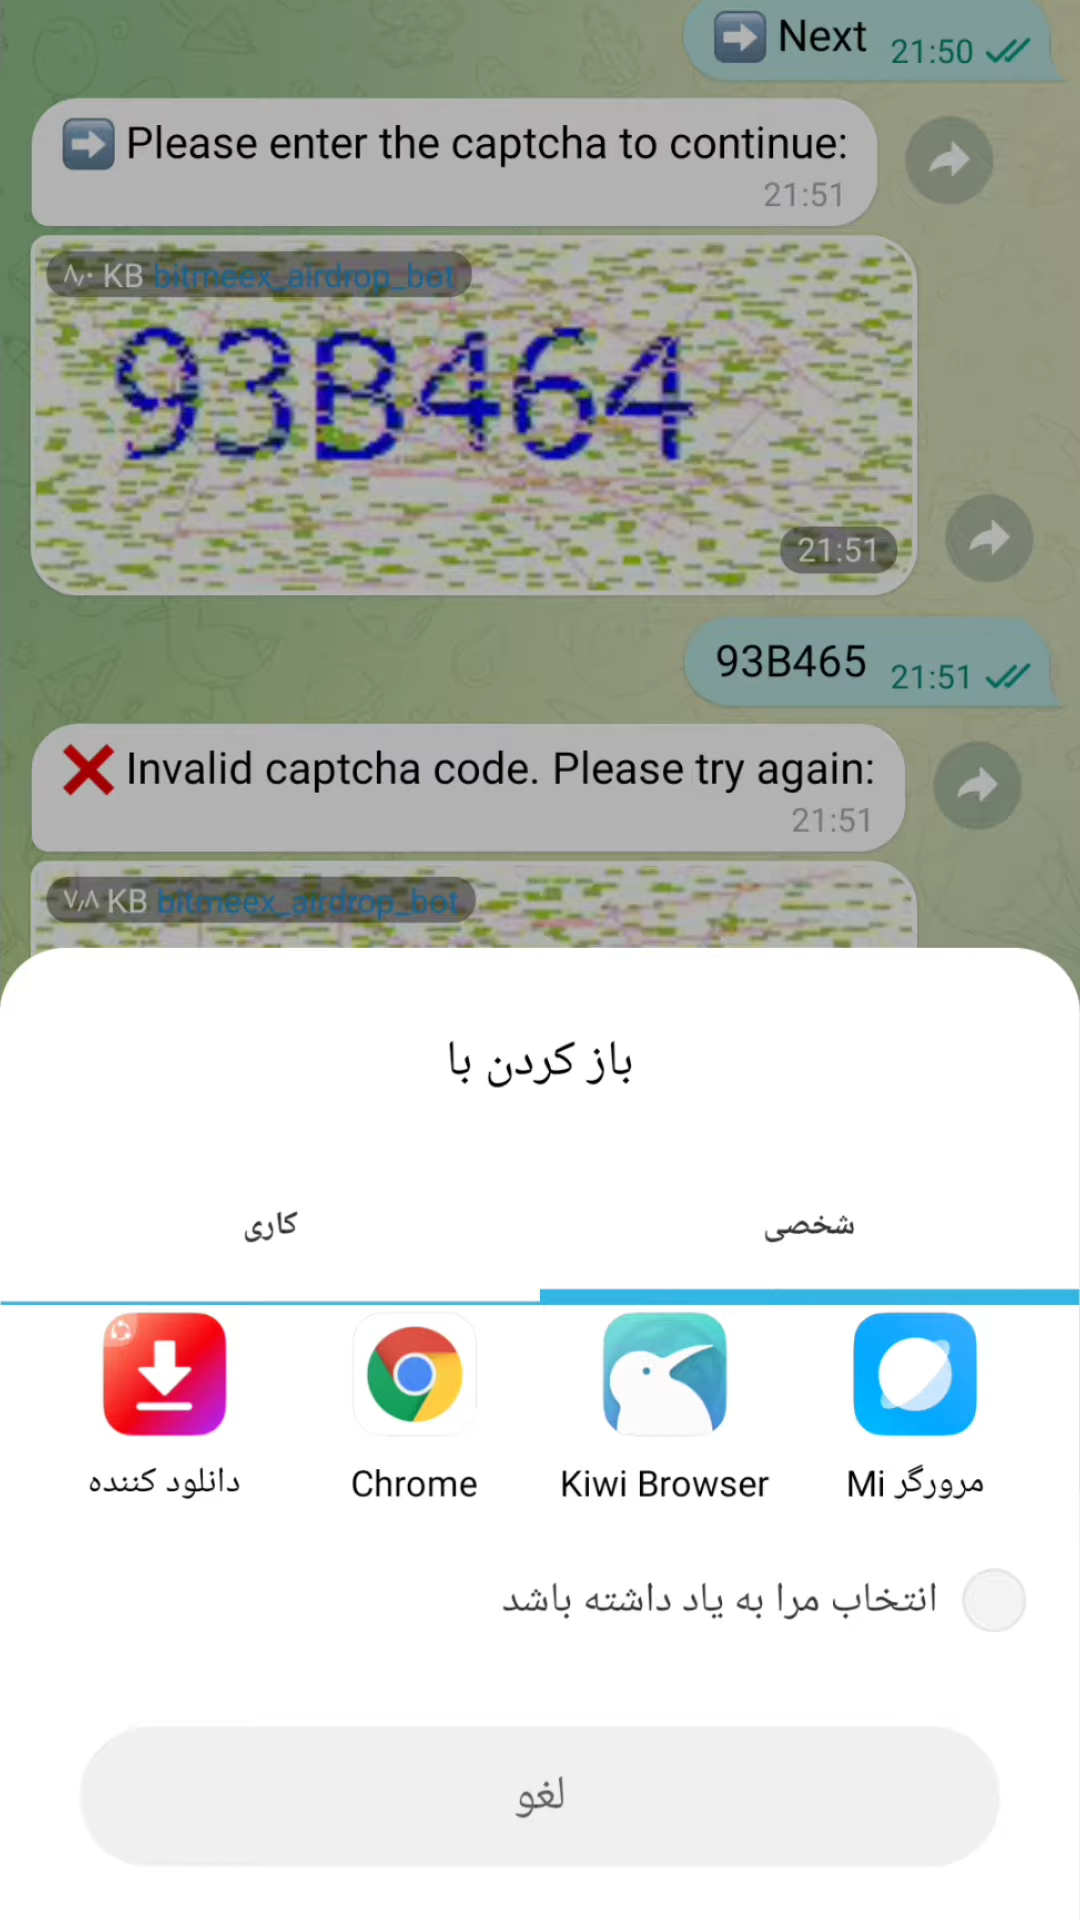 ➡️ Next 21:50
➡️ Please enter the captcha to continue:
21:51
۸٫۰ KB bitmeex_airdrop_bot
93B464
21:51
93B465 21:51
❌ Invalid captcha code. Please try again:
21:51
۷٫۸ KB bitmeex_airdrop_bot
باز کردن با
شخصی
کاری
دانلود کننده
Chrome
Kiwi Browser
مرورگر Mi
انتخاب مرا به یاد داشته باشد
لغو